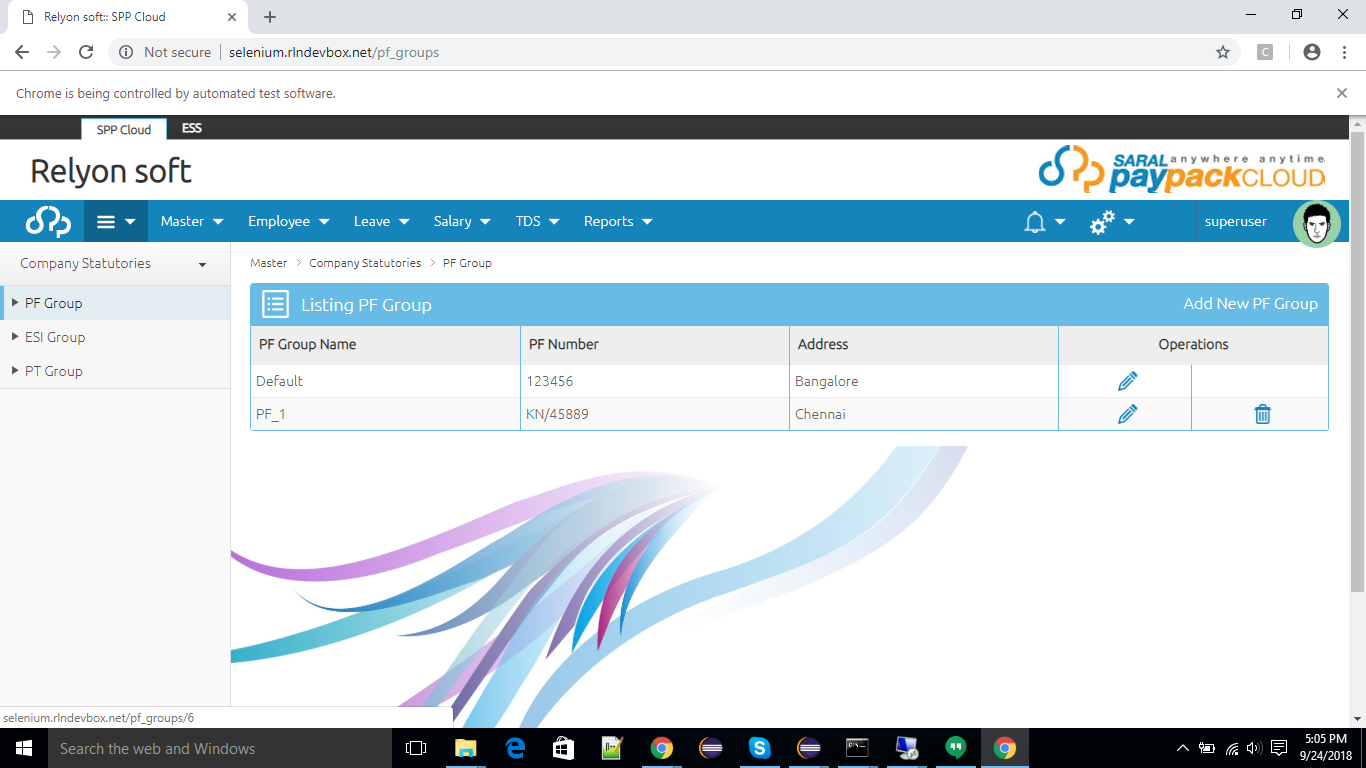 Relyon soft:: SPP Cloud
Not secure selenium.rlndevbox.net/pf_groups
Chrome is being controlled by automated test software.
SPP Cloud ESS
Relyon soft
SARAL anywhere anytime
paypackCLOUD
Master Employee Leave Salary TDS Reports superuser
Company Statutories
Master > Company Statutories > PF Group
PF Group
ESI Group
PT Group
Listing PF Group Add New PF Group
PF Group Name PF Number Address Operations
Default 123456 Bangalore
PF_1 KN/45889 Chennai
selenium.rlndevbox.net/pf_groups/6
Search the web and Windows
5:05 PM
9/24/2018